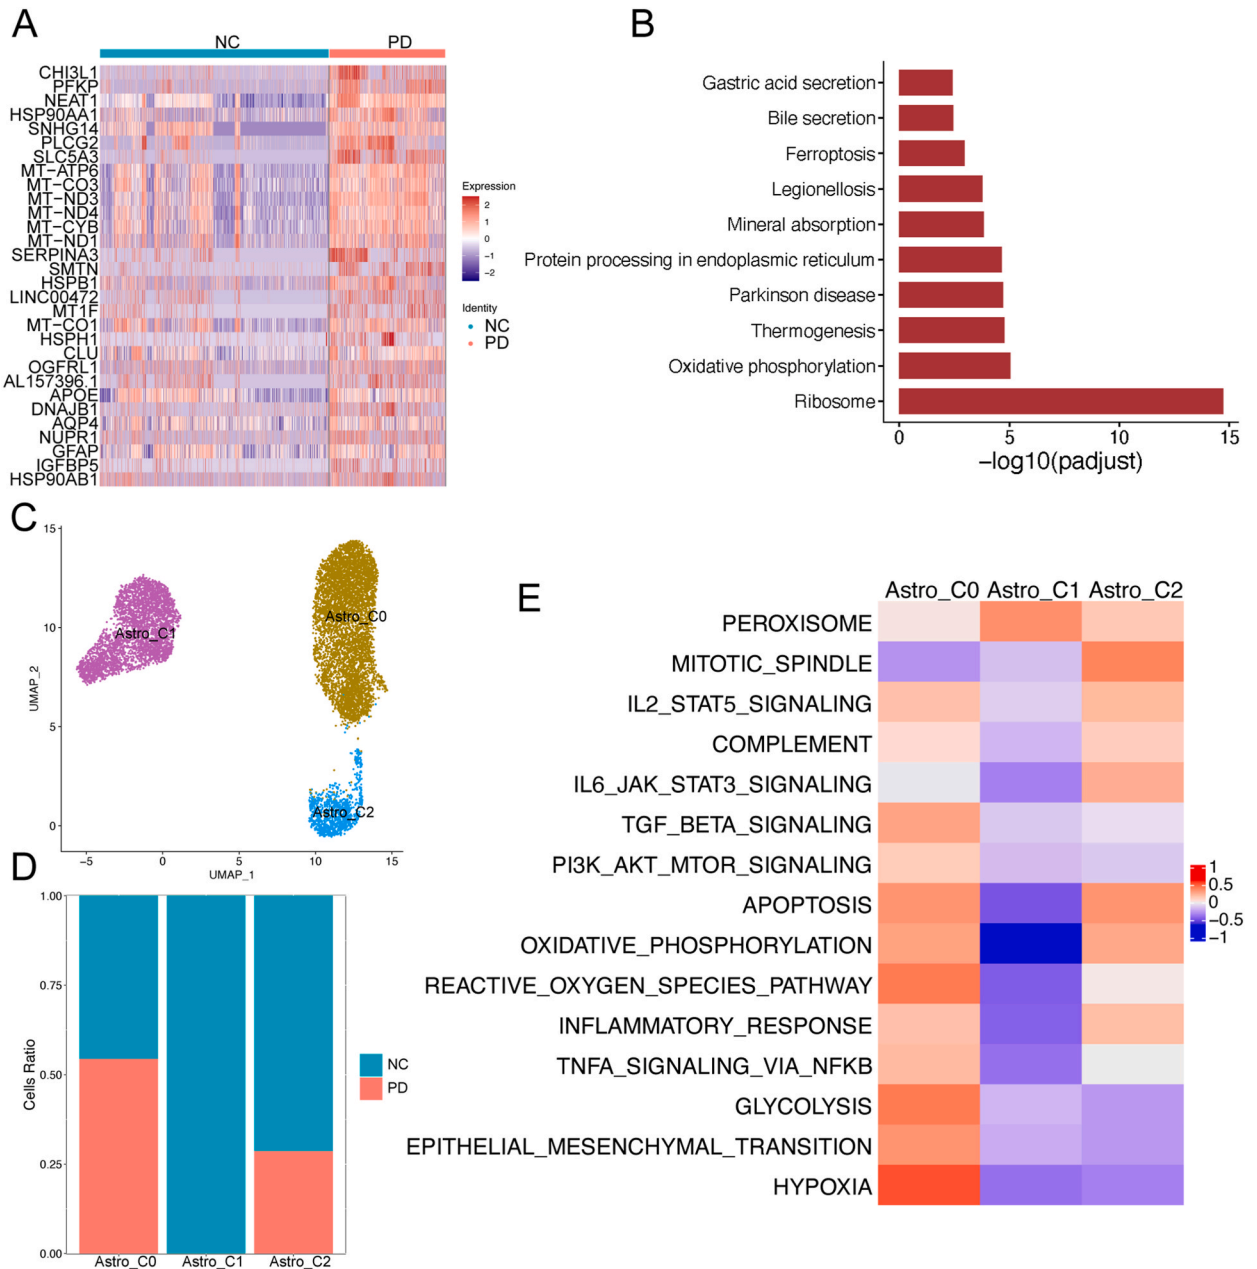 A
NC PD
CHI3L1
PFKP
NEAT1
HSP90AA1
SNHG14
PLCG2
SLC5A3
MT-ATP6
MT-CO3
MT-ND3
MT-ND4
MT-CYB
MT-ND1
SERPINA3
SMTN
HSPB1
LINC00472
MT1F
MT-CO1
HSPH1
CLU
OGFRL1
AL157396.1
APOE
DNAJB1
AQP4
NUPR1
GFAP
IGFBP5
HSP90AB1
Expression
2
1
0
-1
-2
Identity
NC
PD
B
Gastric acid secretion
Bile secretion
Ferroptosis
Legionellosis
Mineral absorption
Protein processing in endoplasmic reticulum
Parkinson disease
Thermogenesis
Oxidative phosphorylation
Ribosome
0 5 10 15
-log10(padjust)
C
15
10
5
0
UMAP_2
Astro_C1
Astro_C0
Astro_C2
-5 0 5 10 15
UMAP_1
D
1.00
0.75
0.50
0.25
0.00
Cells Ratio
Astro_C0 Astro_C1 Astro_C2
NC
PD
E
Astro_C0 Astro_C1 Astro_C2
PEROXISOME
MITOTIC_SPINDLE
IL2_STAT5_SIGNALING
COMPLEMENT
IL6_JAK_STAT3_SIGNALING
TGF_BETA_SIGNALING
PI3K_AKT_MTOR_SIGNALING
APOPTOSIS
OXIDATIVE_PHOSPHORYLATION
REACTIVE_OXYGEN_SPECIES_PATHWAY
INFLAMMATORY_RESPONSE
TNFA_SIGNALING_VIA_NFKB
GLYCOLYSIS
EPITHELIAL_MESENCHYMAL_TRANSITION
HYPOXIA
1
0.5
0
-0.5
-1